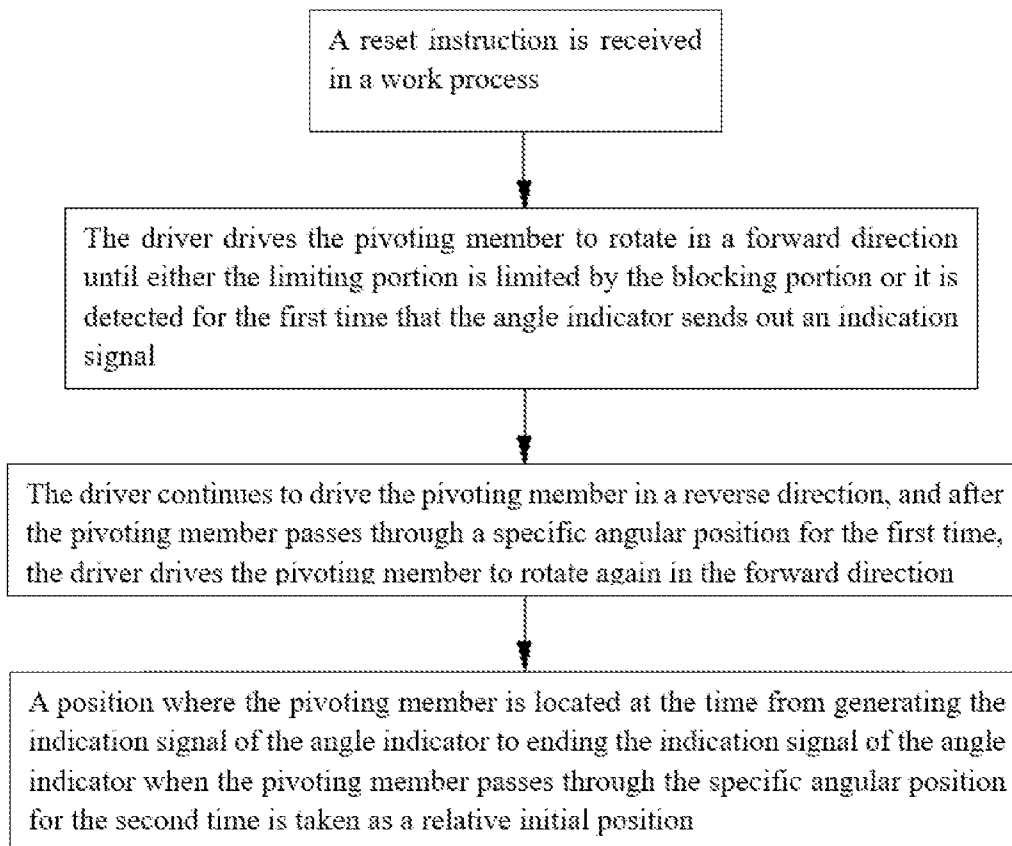 A reset instruction is received
in a work process
The driver drives the pivoting member to rotate in a forward direction
until either the limiting portion is limited by the blocking portion or it is
detected for the first time that the angle indicator sends out an indication
signal
The driver continues to drive the pivoting member in a reverse direction, and after
the pivoting member passes through a specific angular position for the first time,
the driver drives the pivoting member to rotate again in the forward direction
A position where the pivoting member is located at the time from generating the
indication signal of the angle indicator to ending the indication signal of the angle
indicator when the pivoting member passes through the specific angular position
for the second time is taken as a relative initial position